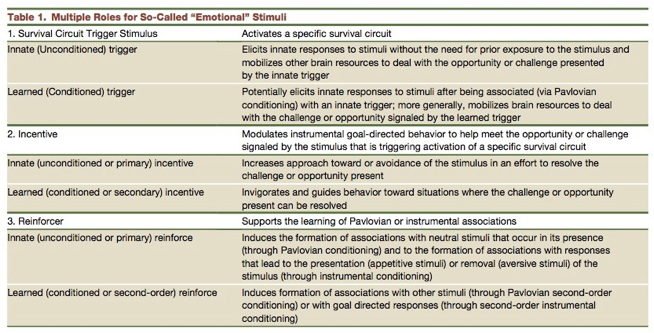 Table 1. Multiple Roles for So-Called “Emotional” Stimuli
1. Survival Circuit Trigger Stimulus Activates a specific survival circuit
Innate (Unconditioned) trigger Elicits innate responses to stimuli without the need for prior exposure to the stimulus and
mobilizes other brain resources to deal with the opportunity or challenge presented
by the innate trigger
Learned (Conditioned) trigger Potentially elicits innate responses to stimuli after being associated (via Pavlovian
conditioning) with an innate trigger; more generally, mobilizes brain resources to deal
with the challenge or opportunity signaled by the learned trigger
2. Incentive Modulates instrumental goal-directed behavior to help meet the opportunity or challenge
signaled by the stimulus that is triggering activation of a specific survival circuit
Innate (unconditioned or primary) incentive Increases approach toward or avoidance of the stimulus in an effort to resolve the
challenge or opportunity present
Learned (conditioned or secondary) incentive Invigorates and guides behavior toward situations where the challenge or opportunity
present can be resolved
3. Reinforcer Supports the learning of Pavlovian or instrumental associations
Innate (unconditioned or primary) reinforce Induces the formation of associations with neutral stimuli that occur in its presence
(through Pavlovian conditioning) and to the formation of associations with responses
that lead to the presentation (appetitive stimuli) or removal (aversive stimuli) of the
stimulus (through instrumental conditioning)
Learned (conditioned or second-order) reinforce Induces formation of associations with other stimuli (through Pavlovian second-order
conditioning) or with goal directed responses (through second-order instrumental
conditioning)